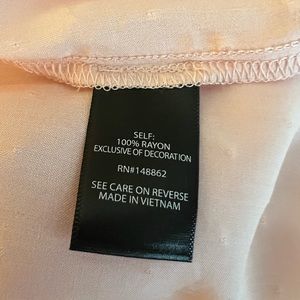 SELF:
100% RAYON
EXCLUSIVE OF DECORATION
RN#148862
SEE CARE ON REVERSE
MADE IN VIETNAM